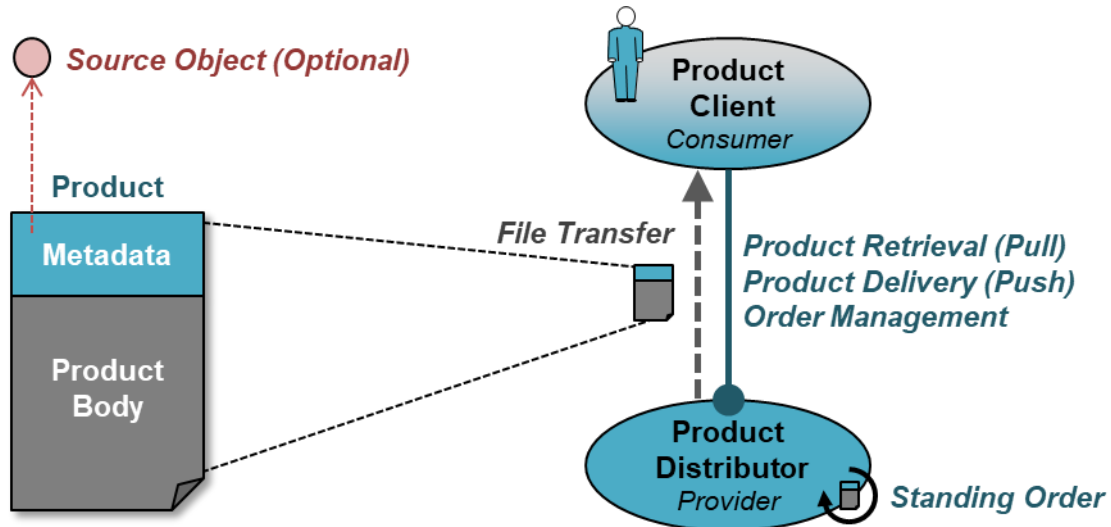 Source Object (Optional)
Product
Metadata
Product
Body
File Transfer
Product
Client
Consumer
Product Retrieval (Pull)
Product Delivery (Push)
Order Management
Product
Distributor
Provider
Standing Order